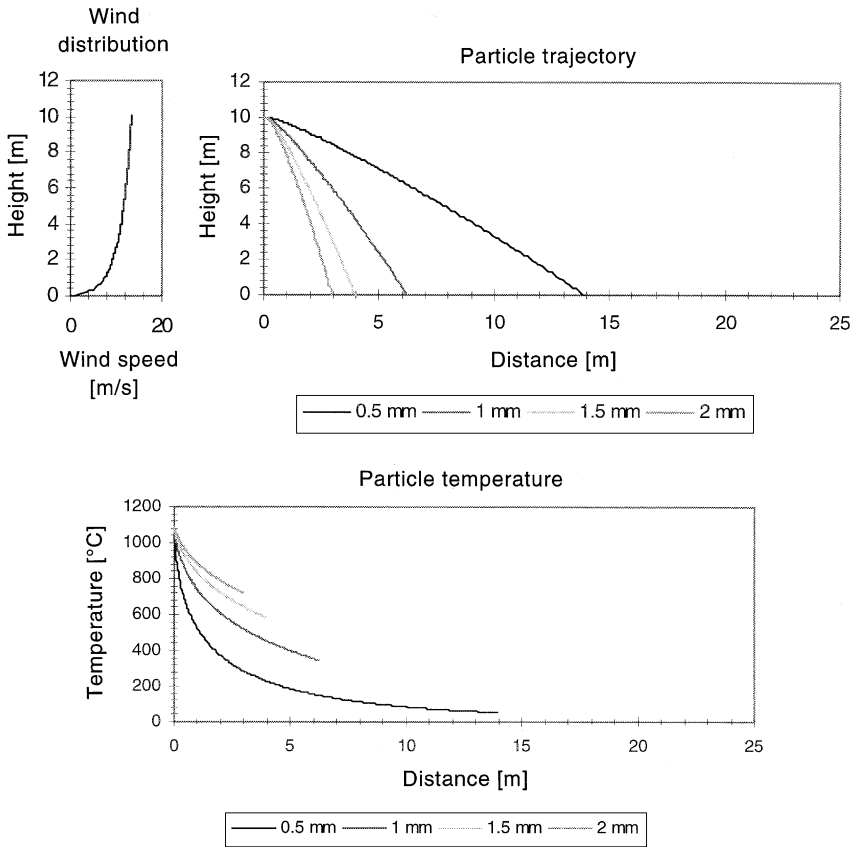 Wind
distribution
12
10
8
6
4
2
0
Height [m]
0 20
Wind speed
[m/s]
Particle trajectory
12
10
8
6
4
2
0
Height [m]
0 5 10 15 20 25
Distance [m]
0.5 mm 1 mm 1.5 mm 2 mm
Particle temperature
1200
1000
800
600
400
200
0
Temperature [°C]
0 5 10 15 20 25
Distance [m]
0.5 mm 1 mm 1.5 mm 2 mm